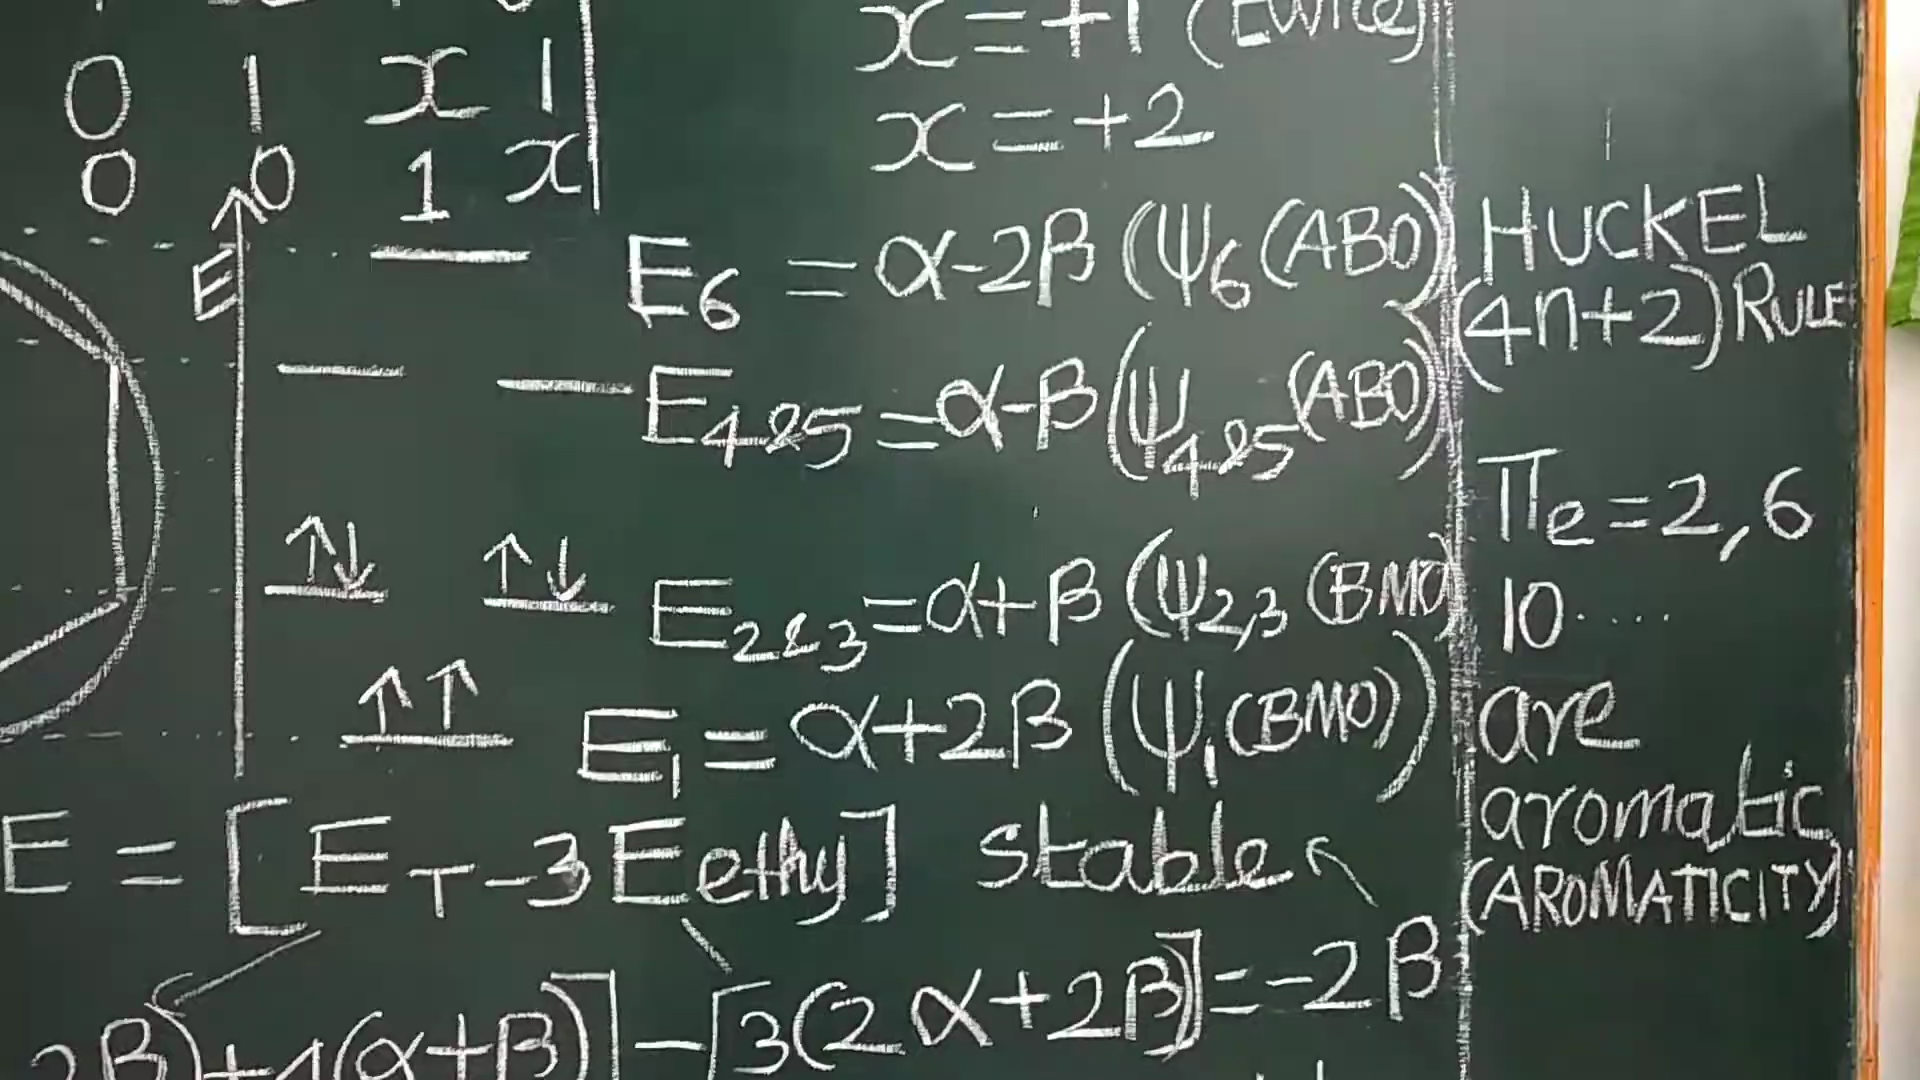 0 1 x 1
0 0 1 x
x = +1 (twice)
x = +2
E
E6 = α-2β (ψ6 (ABO)
E4&5 = α-β (ψ4&5 (ABO)
↑↓ ↑↓ E2&3 = α+β (ψ2,3 (BMO)
↑↑ E1 = α+2β (ψ1 (BMO))
E = [ET - 3Eethy] stable
2β) + 4(α+β)] - [3(2α+2β)] = -2β
HUCKEL
(4n+2) RULE
Πe = 2, 6
10 ....
are
aromatic
(AROMATICITY)